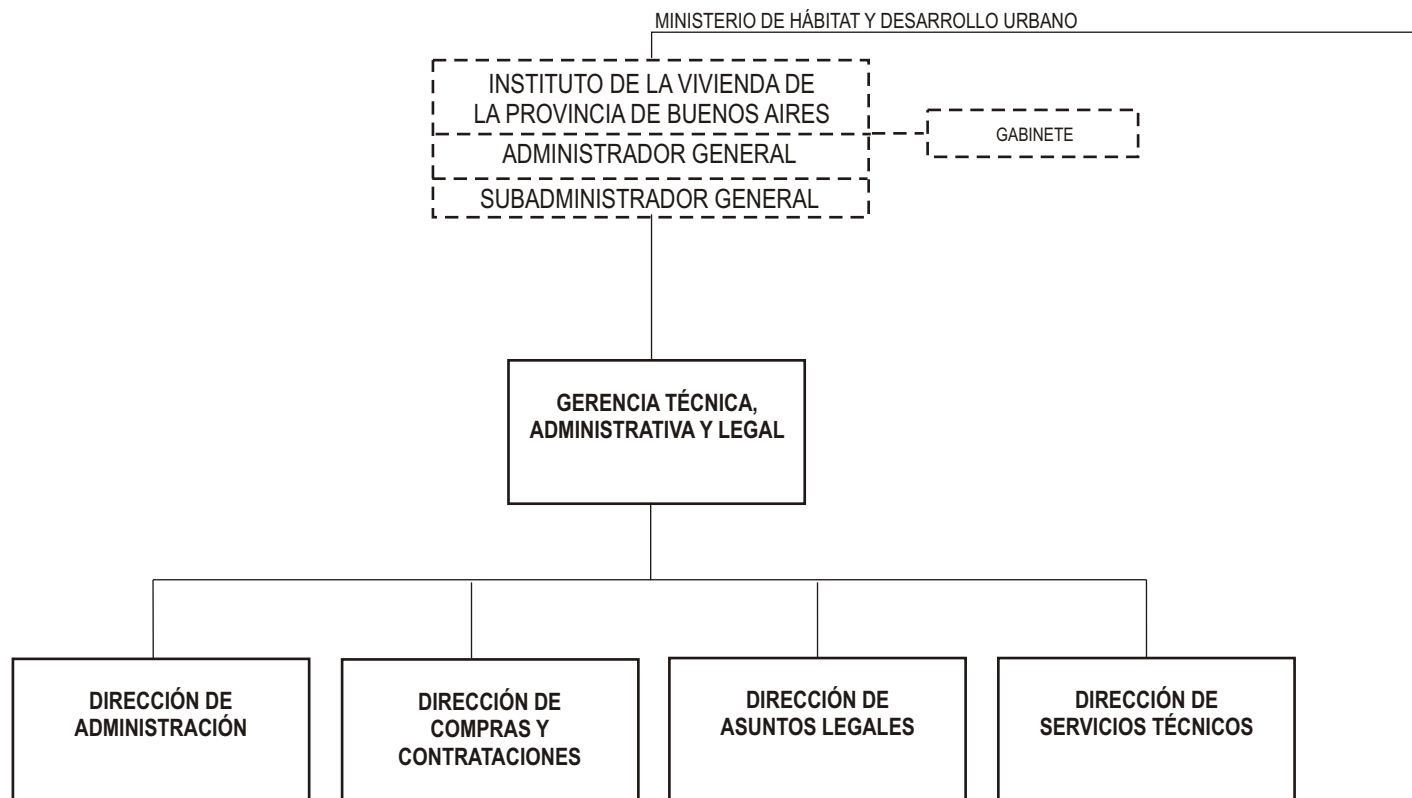 MINISTERIO DE HÁBITAT Y DESARROLLO URBANO
INSTITUTO DE LA VIVIENDA DE
LA PROVINCIA DE BUENOS AIRES
ADMINISTRADOR GENERAL
SUBADMINISTRADOR GENERAL
GABINETE
GERENCIA TÉCNICA,
ADMINISTRATIVA Y LEGAL
DIRECCIÓN DE
ADMINISTRACIÓN
DIRECCIÓN DE
COMPRAS Y
CONTRATACIONES
DIRECCIÓN DE
ASUNTOS LEGALES
DIRECCIÓN DE
SERVICIOS TÉCNICOS